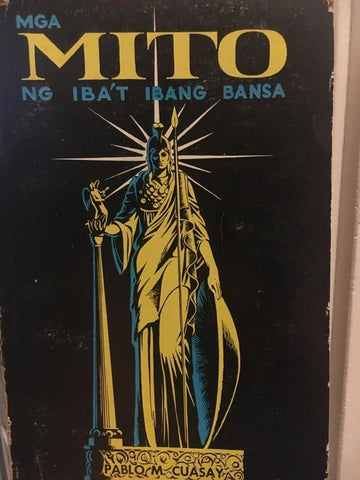 MGA
MITO
NG IBA'T IBANG BANSA
PABLO M. CUASAY